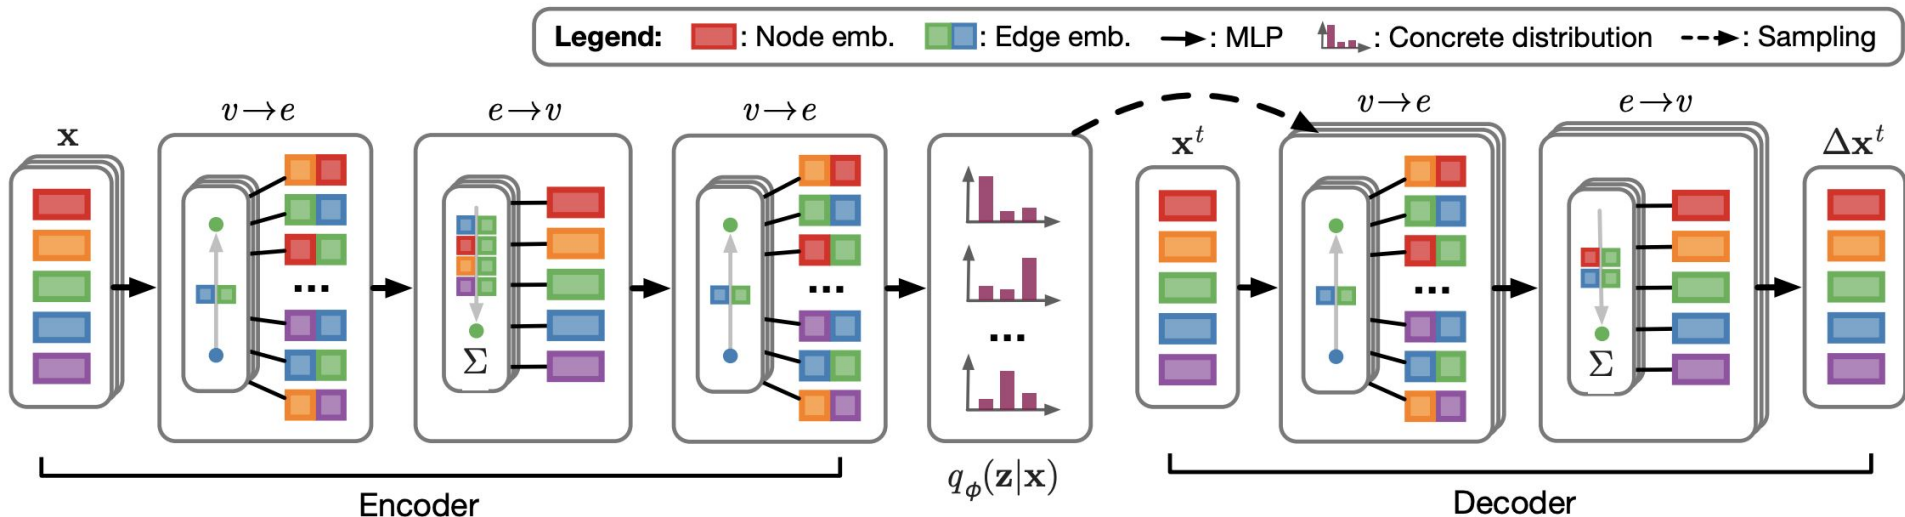 Legend: : Node emb. : Edge emb. : MLP : Concrete distribution : Sampling
v→e e→v v→e v→e e→v
x x^t Δx^t
... ... ... ...
Σ Σ
q_ϕ(z|x)
Encoder Decoder